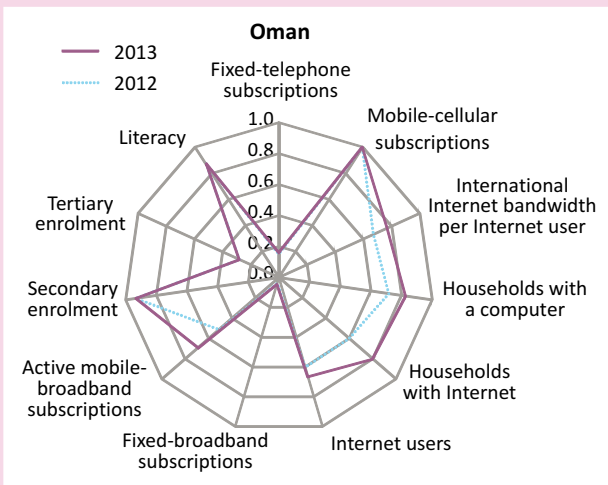 Oman
2013
2012
Fixed-telephone
subscriptions
Mobile-cellular
subscriptions
International
Internet bandwidth
per Internet user
Households with
a computer
Households
with Internet
Internet users
Fixed-broadband
subscriptions
Active mobile-
broadband
subscriptions
Secondary
enrolment
Tertiary
enrolment
Literacy
1.0
0.8
0.6
0.4
0.2
0.0